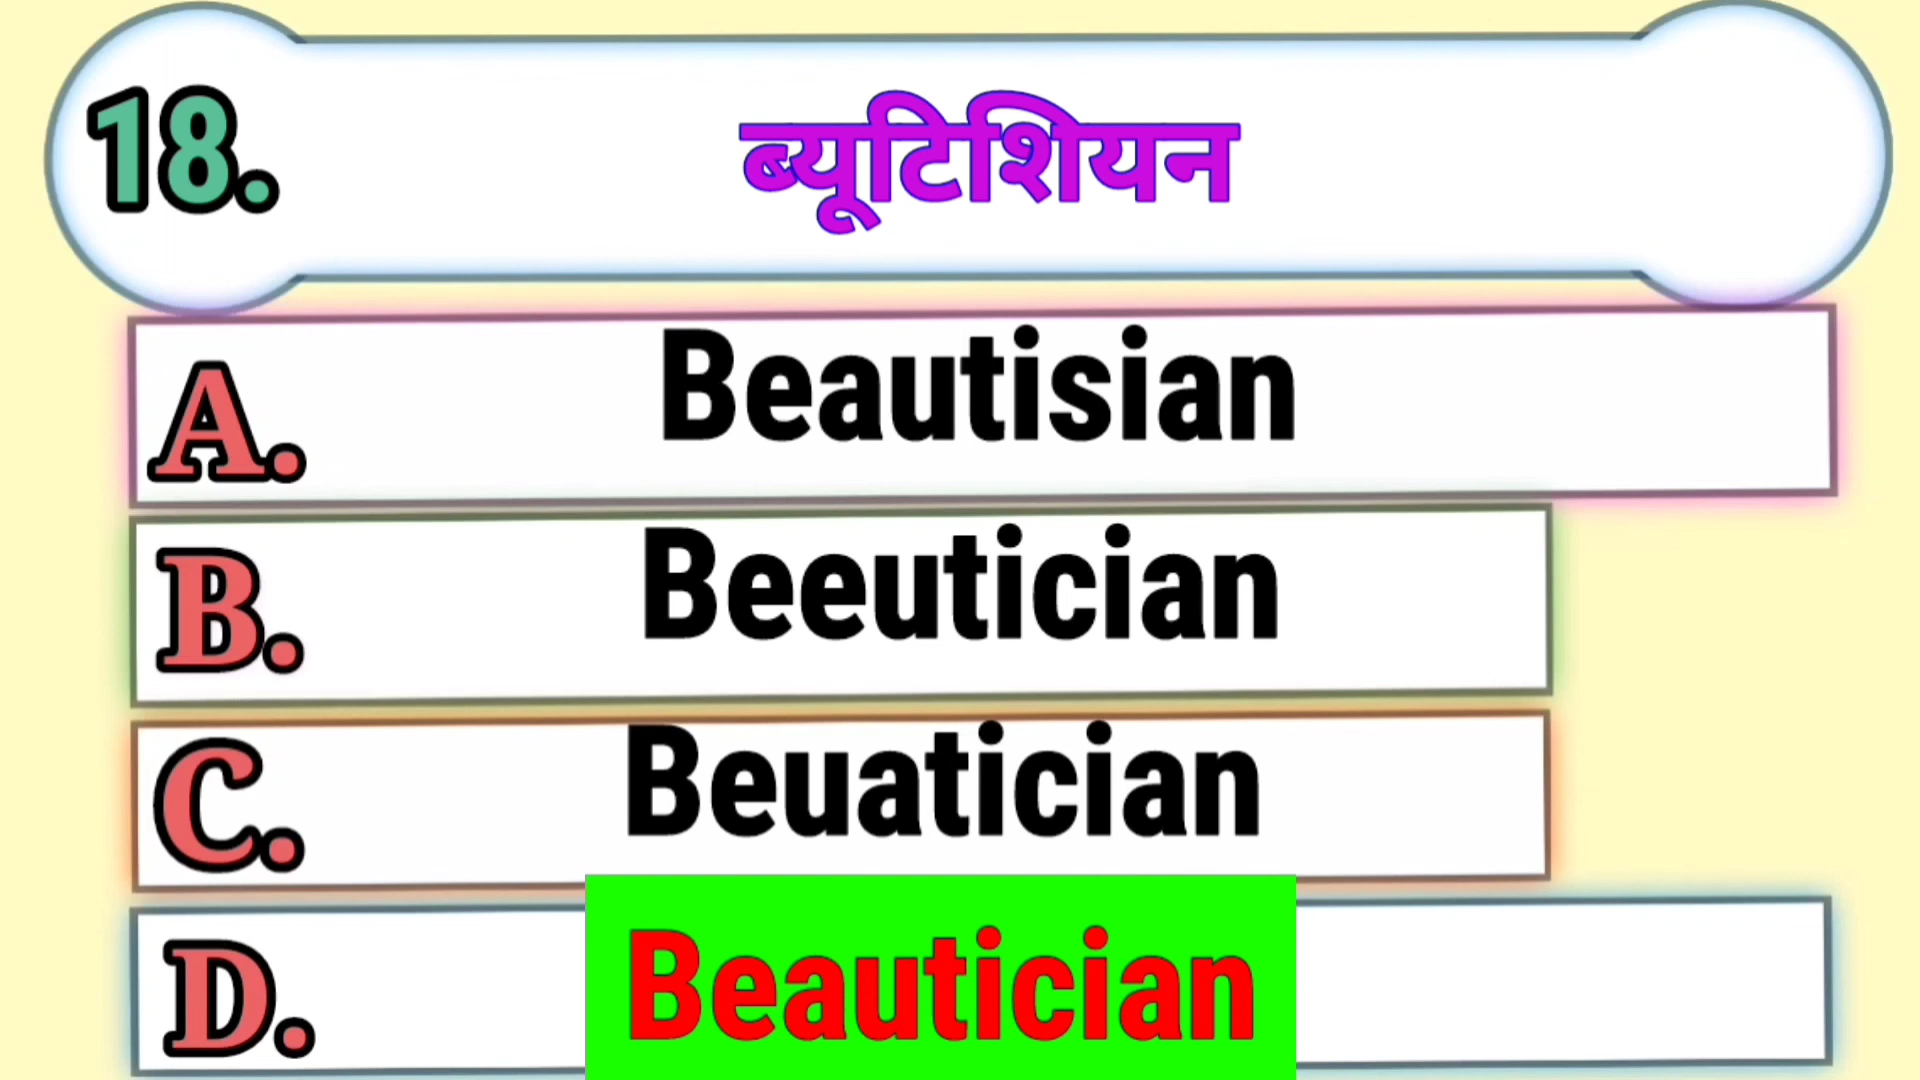 18. ब्यूटिशियन
A. Beautisian
B. Beeutician
C. Beuatician
D. Beautician